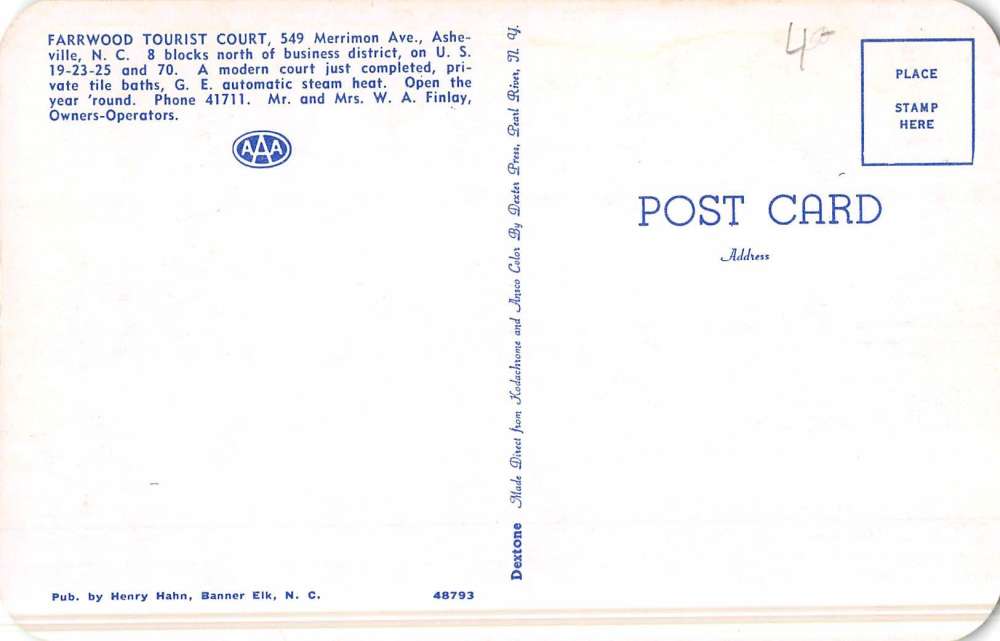 FARRWOOD TOURIST COURT, 549 Merrimon Ave., Ashe-
ville, N. C. 8 blocks north of business district, on U. S.
19-23-25 and 70. A modern court just completed, pri-
vate tile baths, G. E. automatic steam heat. Open the
year 'round. Phone 41711. Mr. and Mrs. W. A. Finlay,
Owners-Operators.
AAA
Pub. by Henry Hahn, Banner Elk, N. C. 48793
Dextone Made Direct from Kodachrome and Ansco Color By Dexter Press, Pearl River, N. Y.
PLACE
STAMP
HERE
POST CARD
Address